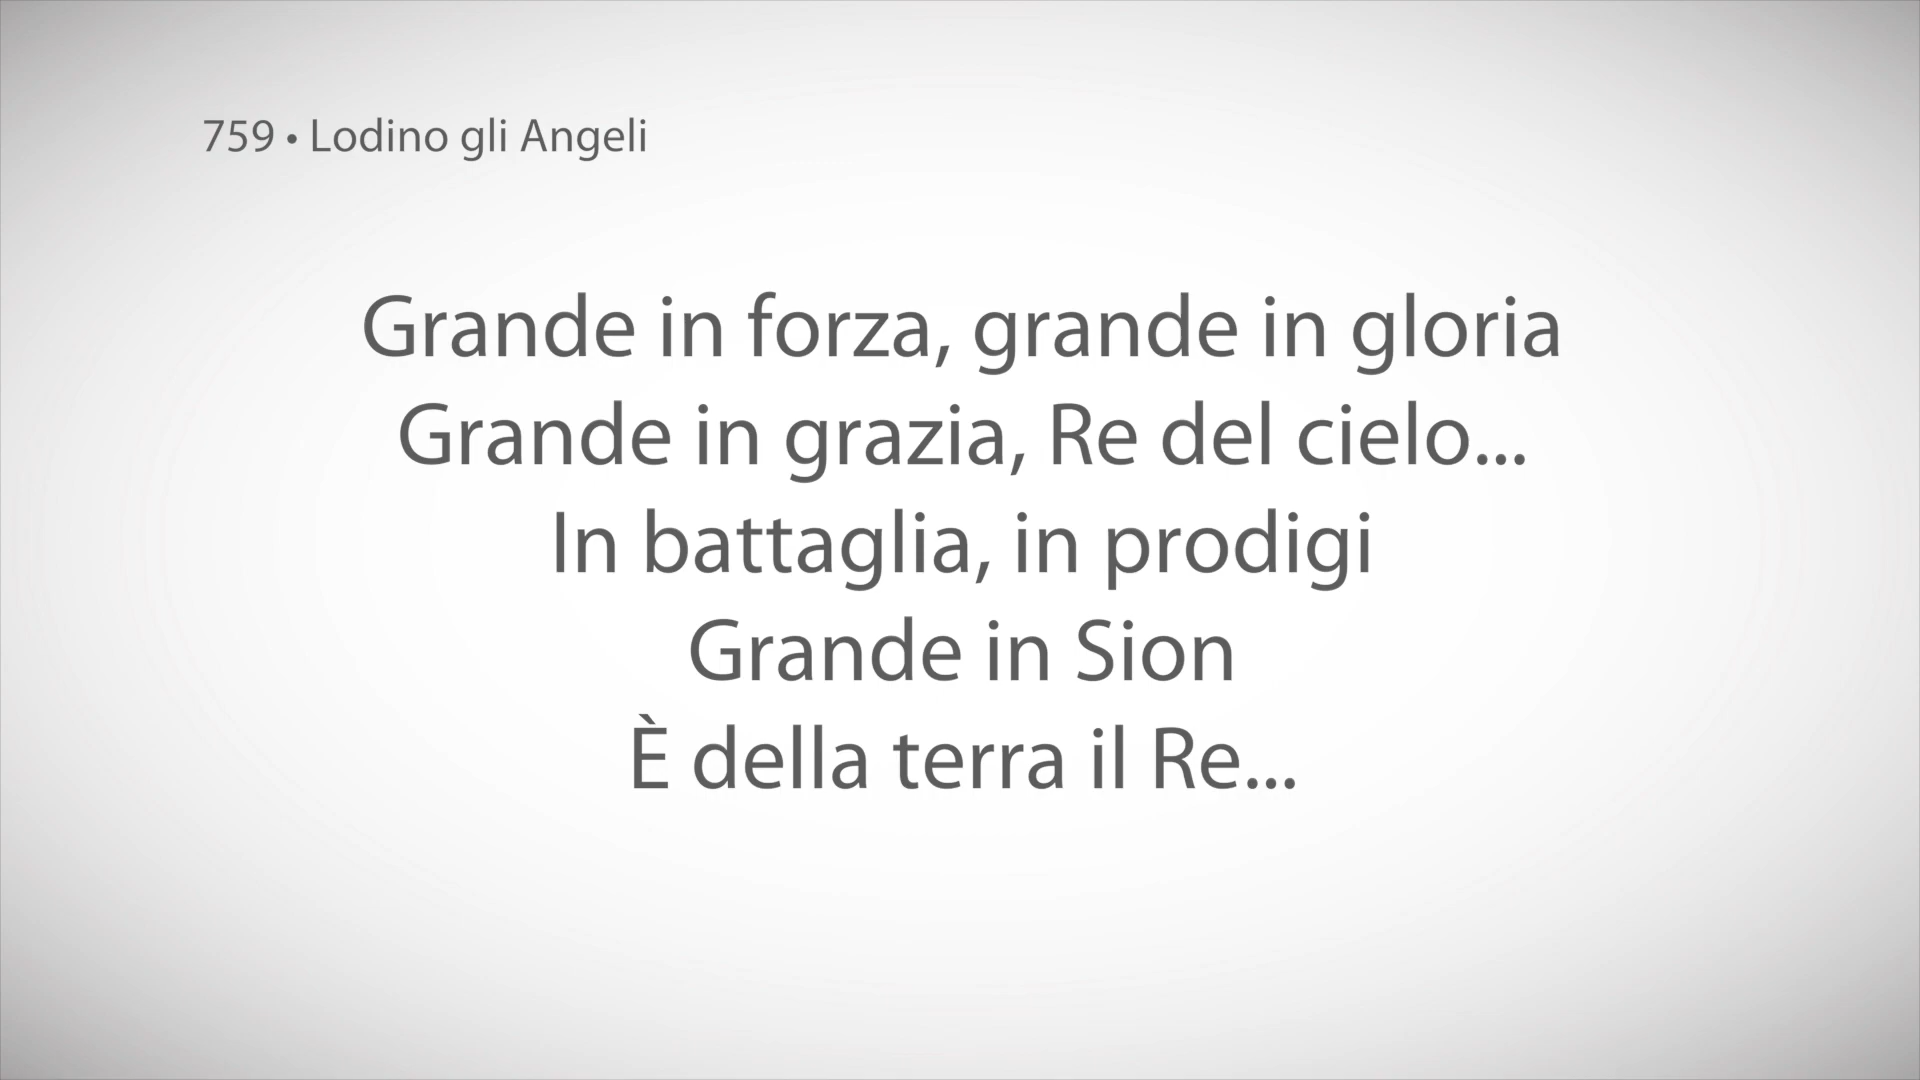 759 • Lodino gli Angeli
Grande in forza, grande in gloria
Grande in grazia, Re del cielo...
In battaglia, in prodigi
Grande in Sion
È della terra il Re...